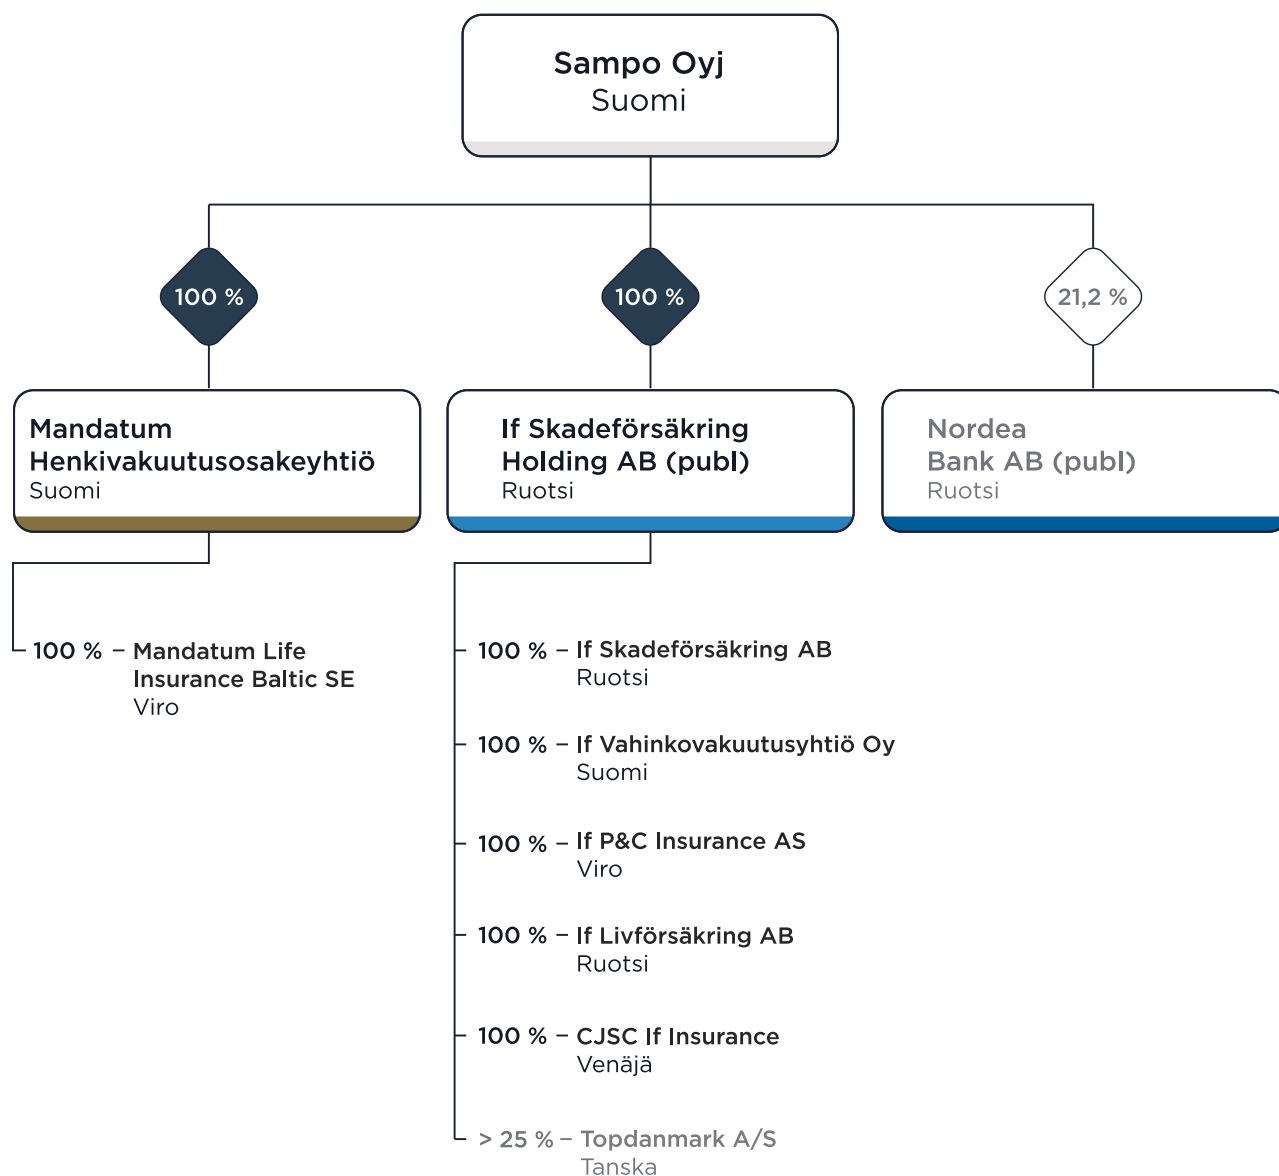 Sampo Oyj
Suomi
100 %
100 %
21,2 %
Mandatum
Henkivakuutusosakeyhtiö
Suomi
If Skadeförsäkring
Holding AB (publ)
Ruotsi
Nordea
Bank AB (publ)
Ruotsi
100 % – Mandatum Life
Insurance Baltic SE
Viro
100 % – If Skadeförsäkring AB
Ruotsi
100 % – If Vahinkovakuutusyhtiö Oy
Suomi
100 % – If P&C Insurance AS
Viro
100 % – If Livförsäkring AB
Ruotsi
100 % – CJSC If Insurance
Venäjä
> 25 % – Topdanmark A/S
Tanska